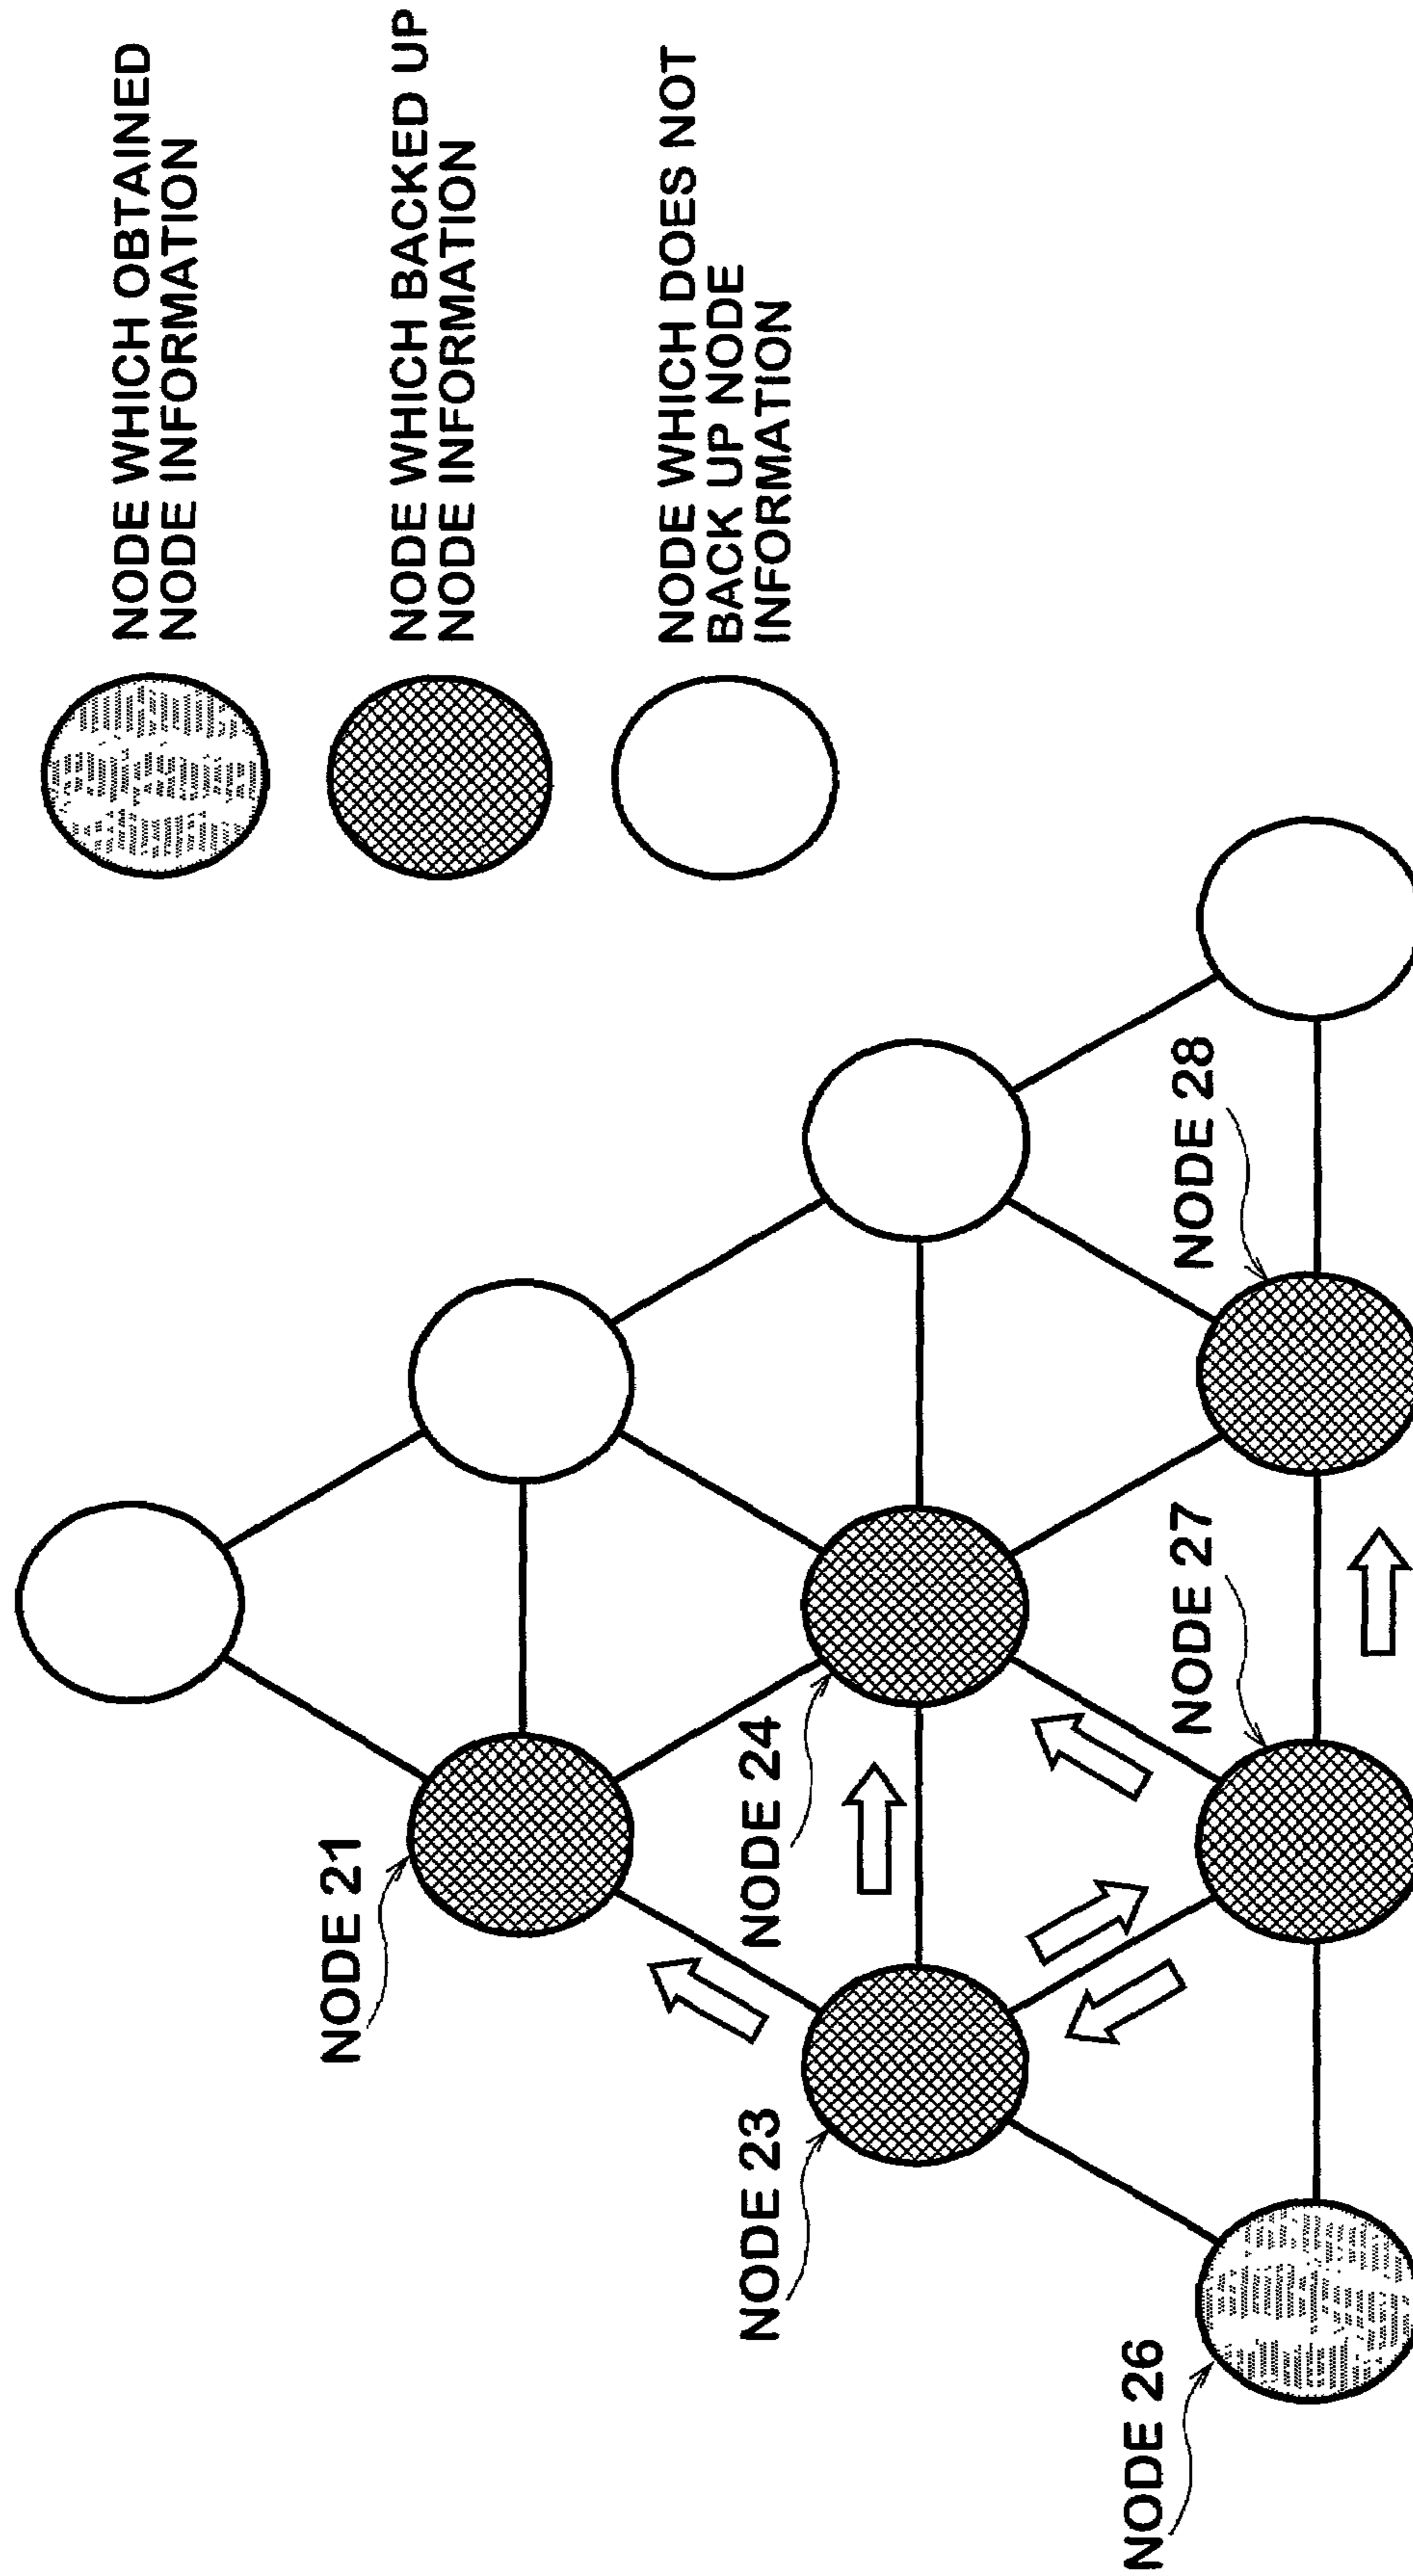 NODE WHICH OBTAINED
NODE INFORMATION
NODE WHICH BACKED UP
NODE INFORMATION
NODE WHICH DOES NOT
BACK UP NODE
INFORMATION
NODE 21
NODE 23
NODE 24
NODE 26
NODE 27
NODE 28